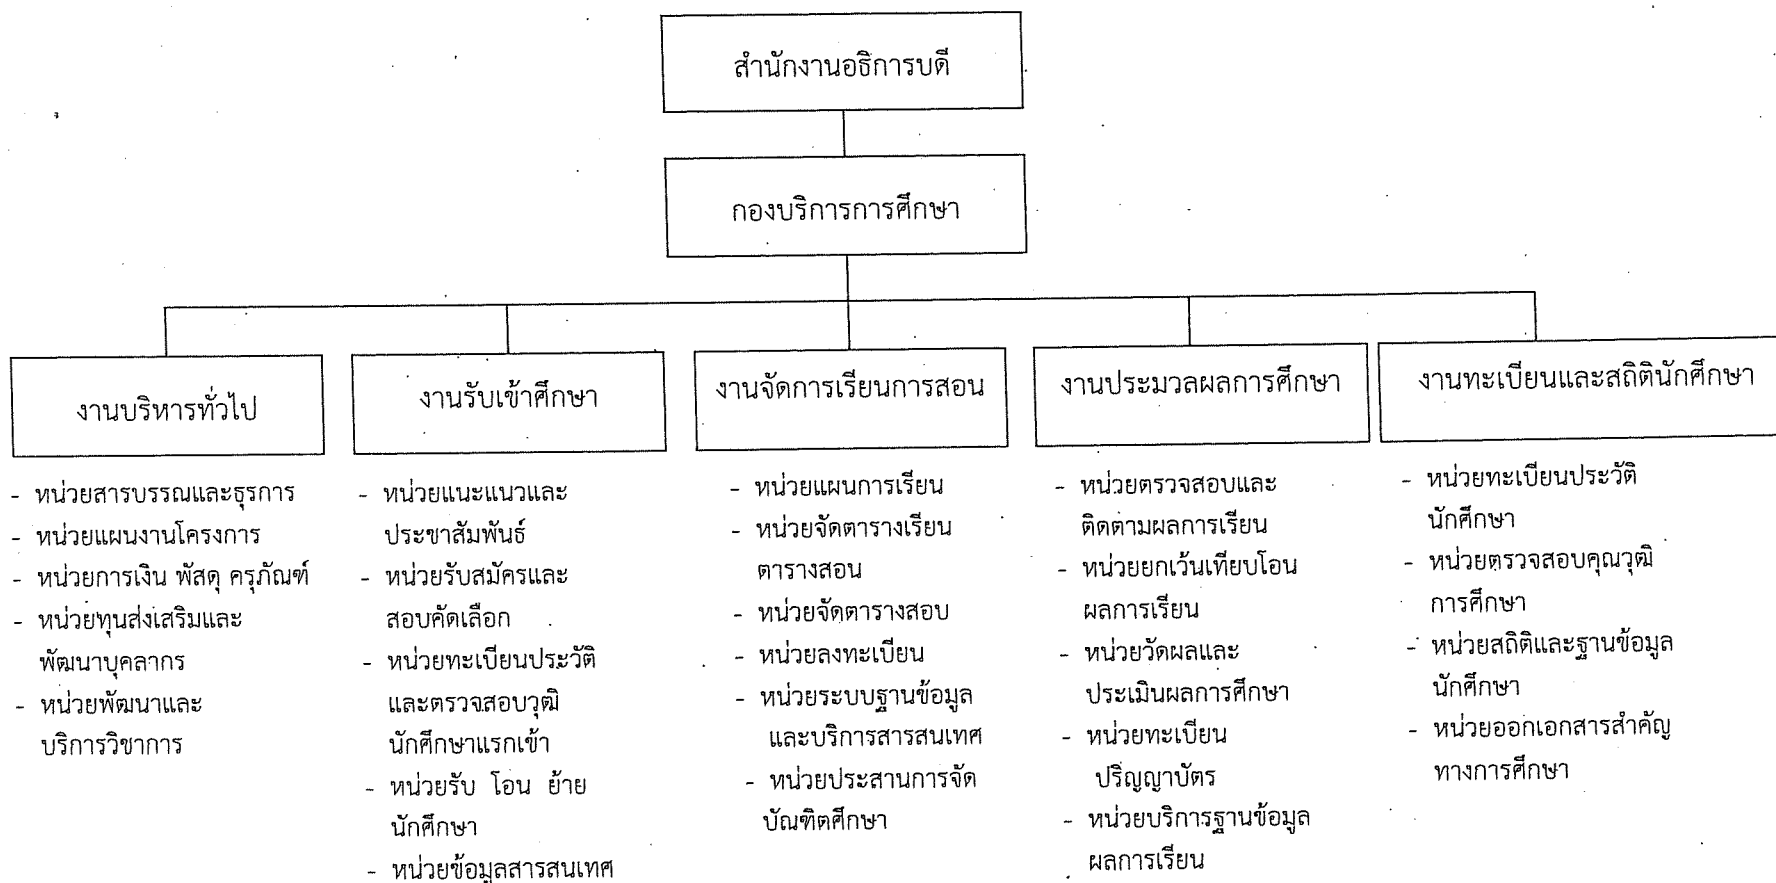 สำนักงานอธิการบดี
กองบริการการศึกษา
งานบริหารทั่วไป
- หน่วยสารบรรณและธุรการ
- หน่วยแผนงานโครงการ
- หน่วยการเงิน พัสดุ ครุภัณฑ์
- หน่วยทุนส่งเสริมและ
พัฒนาบุคลากร
- หน่วยพัฒนาและ
บริการวิชาการ
งานรับเข้าศึกษา
- หน่วยแนะแนวและ
ประชาสัมพันธ์
- หน่วยรับสมัครและ
สอบคัดเลือก
- หน่วยทะเบียนประวัติ
และตรวจสอบวุฒิ
นักศึกษาแรกเข้า
- หน่วยรับ โอน ย้าย
นักศึกษา
- หน่วยข้อมูลสารสนเทศ
งานจัดการเรียนการสอน
- หน่วยแผนการเรียน
- หน่วยจัดตารางเรียน
ตารางสอน
- หน่วยจัดตารางสอบ
- หน่วยลงทะเบียน
- หน่วยระบบฐานข้อมูล
และบริการสารสนเทศ
- หน่วยประสานการจัด
บัณฑิตศึกษา
งานประมวลผลการศึกษา
- หน่วยตรวจสอบและ
ติดตามผลการเรียน
- หน่วยยกเว้นเทียบโอน
ผลการเรียน
- หน่วยวัดผลและ
ประเมินผลการศึกษา
- หน่วยทะเบียน
ปริญญาบัตร
- หน่วยบริการฐานข้อมูล
ผลการเรียน
งานทะเบียนและสถิตินักศึกษา
- หน่วยทะเบียนประวัติ
นักศึกษา
- หน่วยตรวจสอบคุณวุฒิ
การศึกษา
- หน่วยสถิติและฐานข้อมูล
นักศึกษา
- หน่วยออกเอกสารสำคัญ
ทางการศึกษา